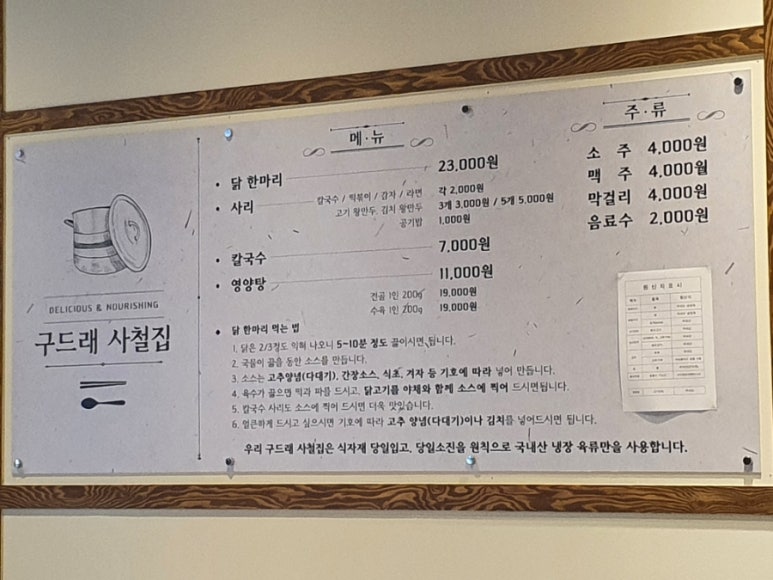 DELICIOUS & NOURISHING
구드래 사철집
메·뉴
• 닭 한마리 23,000원
• 사리 칼국수 / 떡볶이 / 감자 / 라면 각 2,000원
고기 왕만두, 김치 왕만두 3개 3,000원 / 5개 5,000원
공기밥 1,000원
• 칼국수 7,000원
• 영양탕 11,000원
전골 1인 200g 19,000원
수육 1인 200g 19,000원
• 닭 한마리 먹는 법
1. 닭은 2/3정도 익혀 나오니 5~10분 정도 끓이시면 됩니다.
2. 국물이 끓을 동안 소스를 만듭니다.
3. 소스는 고추양념(다대기), 간장소스, 식초, 겨자 등 기호에 따라 넣어 만듭니다.
4. 육수가 끓으면 떡과 파를 드시고, 닭고기를 야채와 함께 소스에 찍어 드시면됩니다.
5. 칼국수 사리도 소스에 찍어 드시면 더욱 맛있습니다.
6. 얼큰하게 드시고 싶으시면 기호에 따라 고추 양념(다대기)이나 김치를 넣어드시면 됩니다.
우리 구드래 사철집은 식자재 당일입고, 당일소진을 원칙으로 국내산 냉장 육류만을 사용합니다.
주·류
소 주 4,000원
맥 주 4,000원
막걸리 4,000원
음료수 2,000원
원산지표시